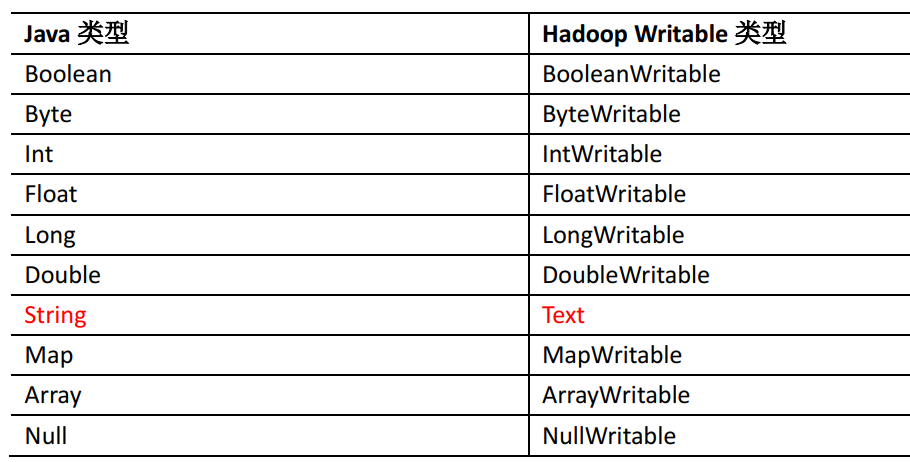 Java 类型 Hadoop Writable 类型
Boolean BooleanWritable
Byte ByteWritable
Int IntWritable
Float FloatWritable
Long LongWritable
Double DoubleWritable
String Text
Map MapWritable
Array ArrayWritable
Null NullWritable